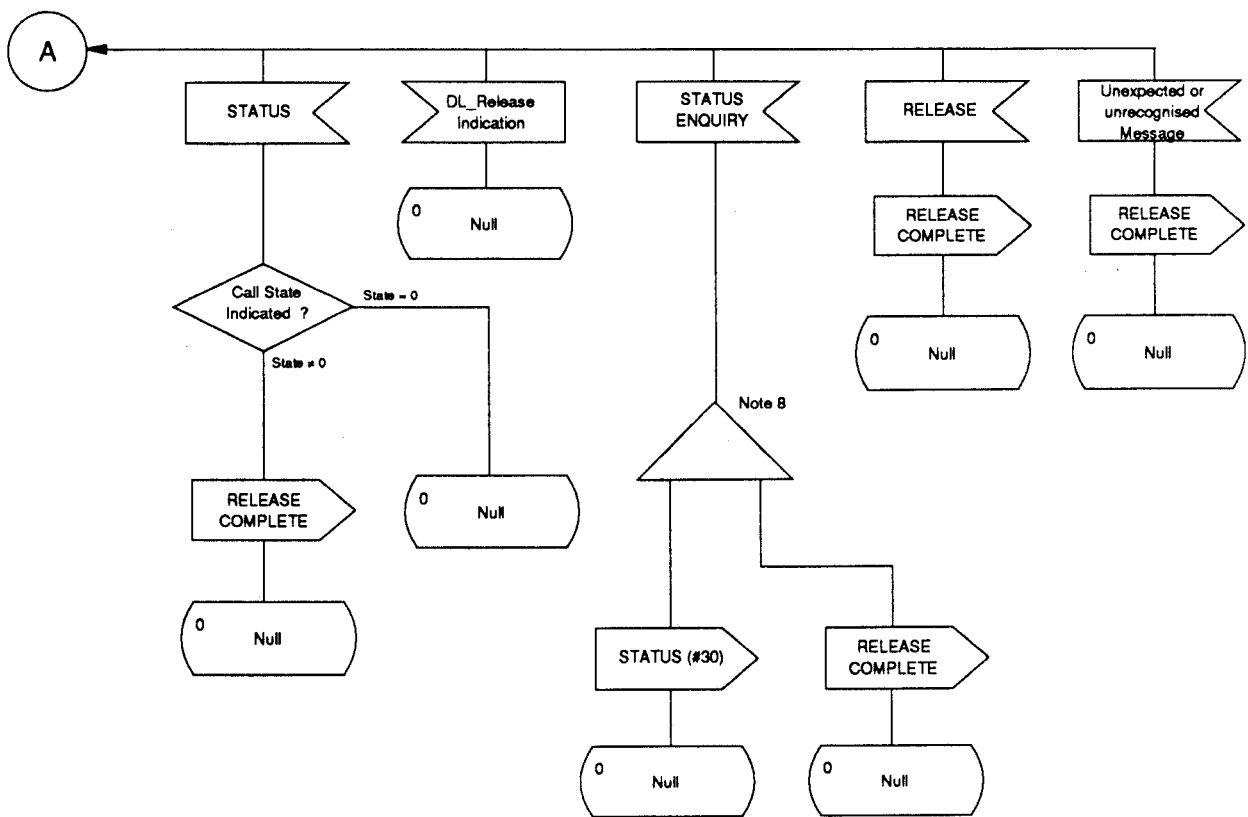 A
STATUS
DL_Release
Indication
STATUS
ENQUIRY
RELEASE
Unexpected or
unrecognised
Message
0
Null
RELEASE
COMPLETE
RELEASE
COMPLETE
Call State
Indicated ?
State = 0
State ≠ 0
0
Null
0
Null
Note 8
RELEASE
COMPLETE
0
Null
0
Null
STATUS (#30)
RELEASE
COMPLETE
0
Null
0
Null